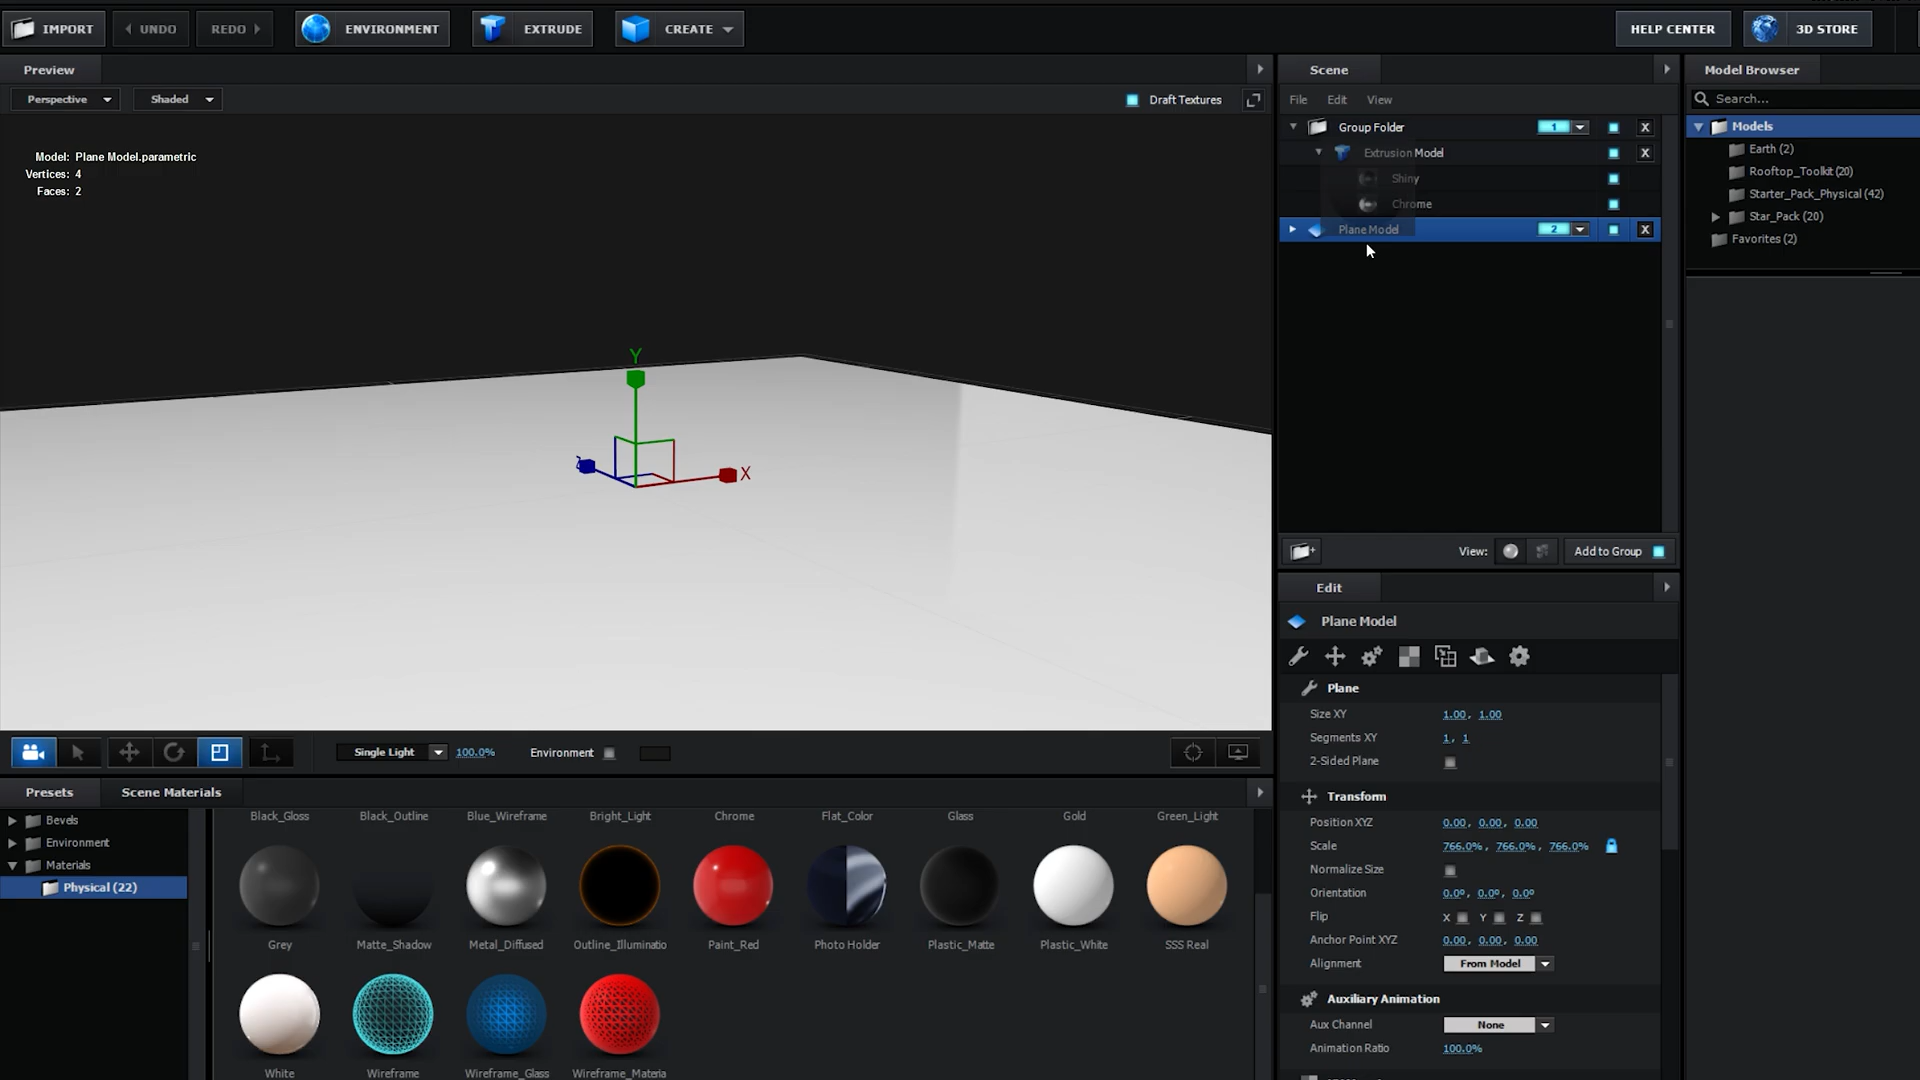 IMPORT
UNDO
REDO
ENVIRONMENT
EXTRUDE
CREATE
HELP CENTER
3D STORE
Preview
Perspective
Shaded
Draft Textures
Model: Plane Model.parametric
Vertices: 4
Faces: 2
Y
Z
X
Single Light
100.0%
Environment
Scene
File
Edit
View
Group Folder
1
X
Extrusion Model
X
Shiny
Chrome
Plane Model
2
X
View:
Add to Group
Edit
Plane Model
Plane
Size XY
1.00, 1.00
Segments XY
1, 1
2-Sided Plane
Transform
Position XYZ
0.00, 0.00, 0.00
Scale
766.0%, 766.0%, 766.0%
Normalize Size
Orientation
0.0º, 0.0º, 0.0º
Flip
X
Y
Z
Anchor Point XYZ
0.00, 0.00, 0.00
Alignment
From Model
Auxiliary Animation
Aux Channel
None
Animation Ratio
100.0%
Model Browser
Search...
Models
Earth (2)
Rooftop_Toolkit (20)
Starter_Pack_Physical (42)
Star_Pack (20)
Favorites (2)
Presets
Scene Materials
Bevels
Environment
Materials
Physical (22)
Black_Gloss
Black_Outline
Blue_Wireframe
Bright_Light
Chrome
Flat_Color
Glass
Gold
Green_Light
Grey
Matte_Shadow
Metal_Diffused
Outline_Illuminatio
Paint_Red
Photo Holder
Plastic_Matte
Plastic_White
SSS Real
White
Wireframe
Wireframe_Glass
Wireframe_Materia